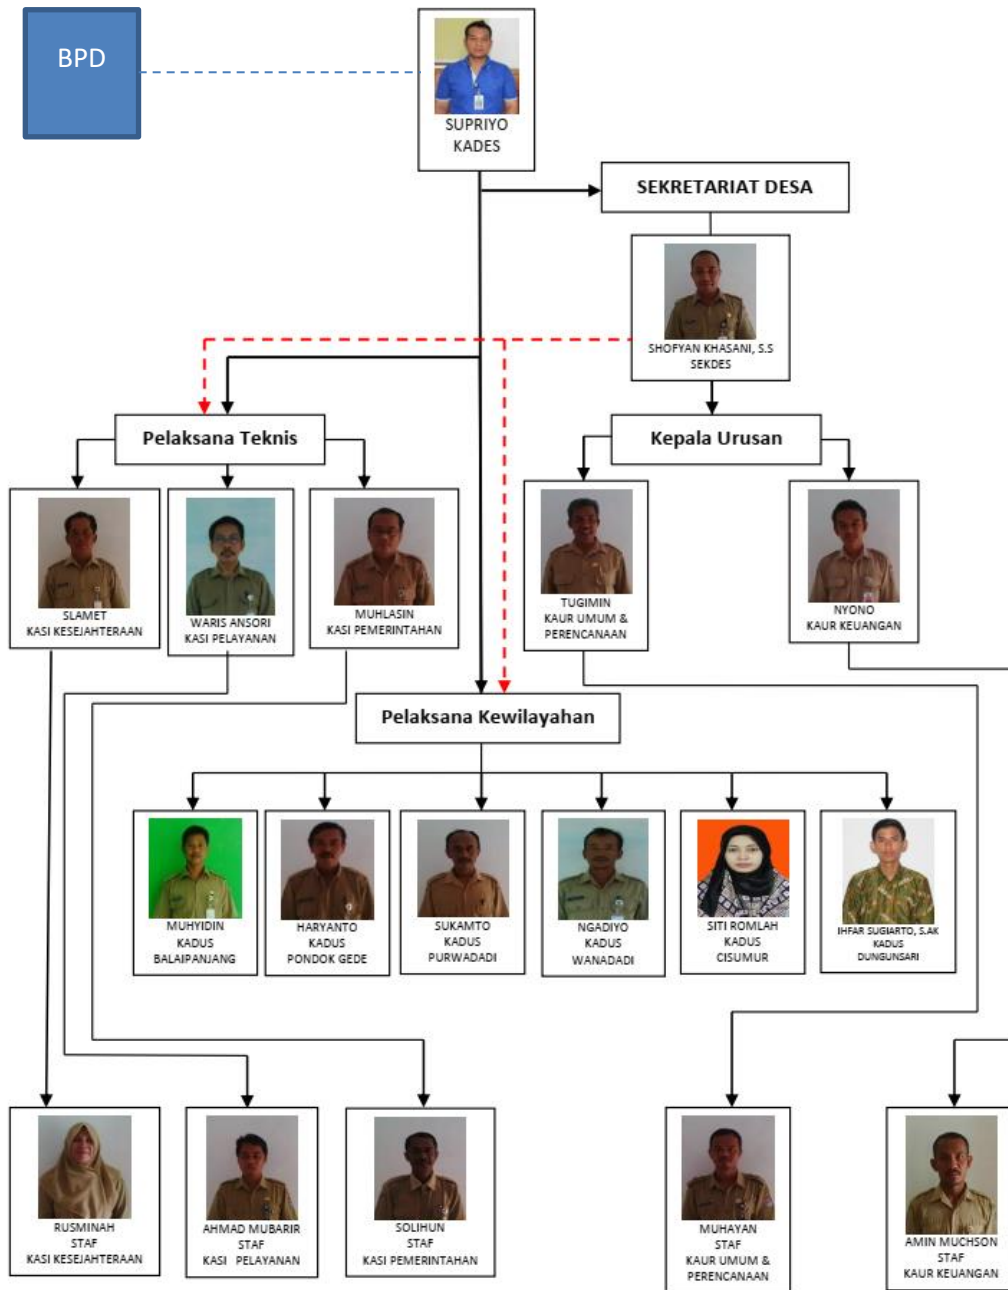 BPD
SUPRIYO
KADES
SEKRETARIAT DESA
SHOFYAN KHASANI, S.S
SEKDES
Pelaksana Teknis
Kepala Urusan
SLAMET
KASI KESEJAHTERAAN
WARIS ANSORI
KASI PELAYANAN
MUHLASIN
KASI PEMERINTAHAN
TUGIMIN
KAUR UMUM &
PERENCANAAN
NYONO
KAUR KEUANGAN
Pelaksana Kewilayahan
MUHYIDIN
KADUS
BALAIPANJANG
HARYANTO
KADUS
PONDOK GEDE
SUKAMTO
KADUS
PURWADADI
NGADIYO
KADUS
WANADADI
SITI ROMLAH
KADUS
CISUMUR
IHFAR SUGIARTO, S.AK
KADUS
DUNGUNSARI
RUSMINAH
STAF
KASI KESEJAHTERAAN
AHMAD MUBARIR
STAF
KASI PELAYANAN
SOLIHUN
STAF
KASI PEMERINTAHAN
MUHAYAN
STAF
KAUR UMUM &
PERENCANAAN
AMIN MUCHSON
STAF
KAUR KEUANGAN